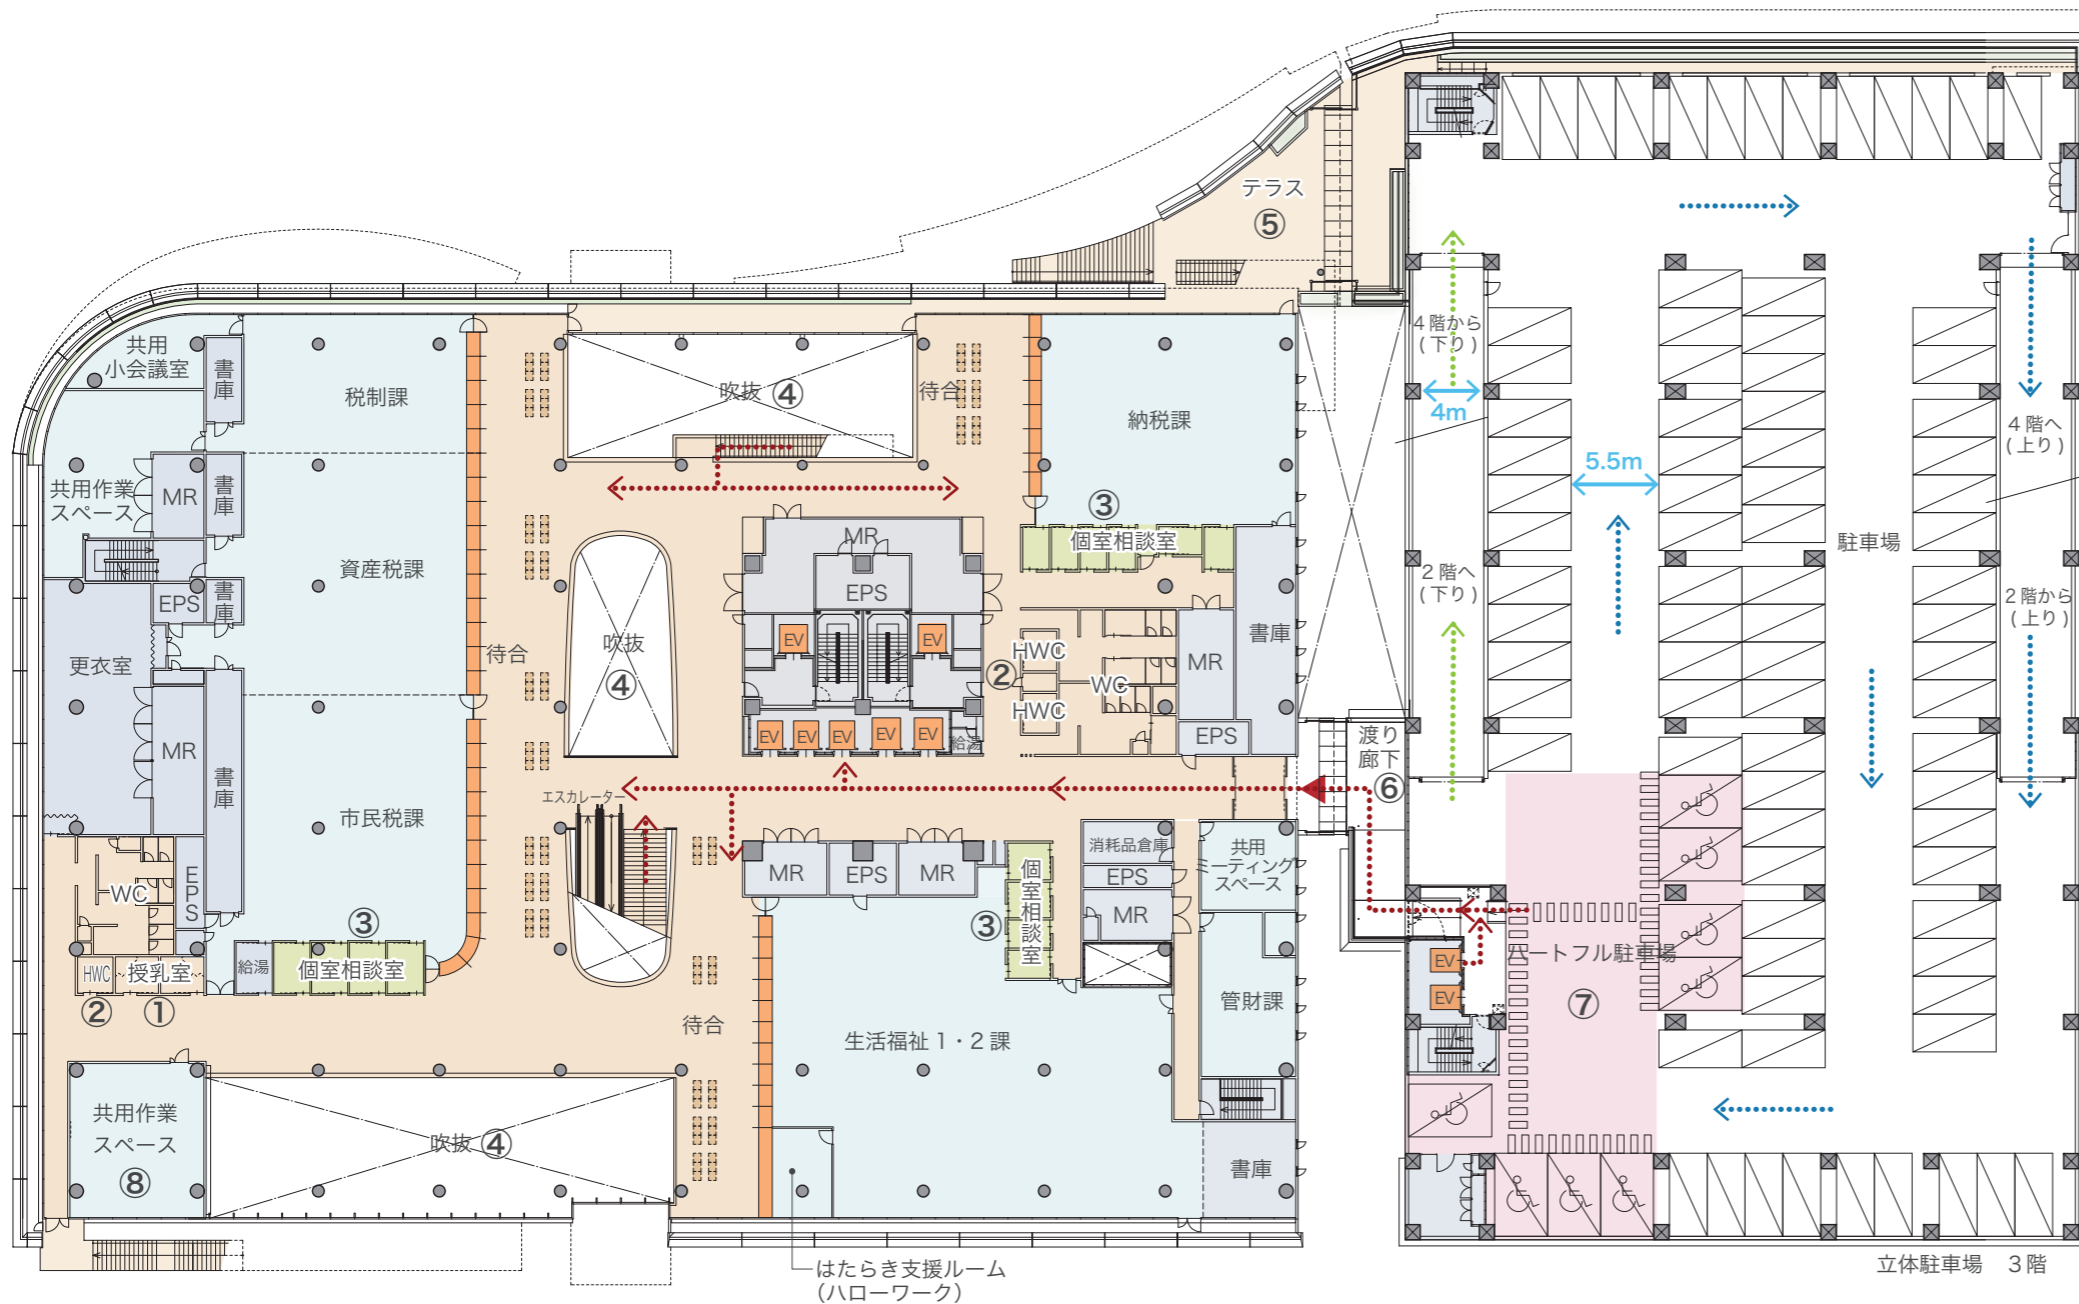 テラス
⑤
共用
小会議室
書庫
税制課
吹抜 ④
待合
納税課
4階から
(下り)
4m
5.5m
4階へ
(上り)
共用作業
スペース
MR
書庫
資産税課
MR
EPS
③
個室相談室
駐車場
2階へ
(下り)
2階から
(上り)
EPS
書庫
更衣室
待合
吹抜
④
EV
EV
②
HWC
HWC
WC
MR
書庫
EPS
MR
書庫
EV
EV
EV
EV
EV
給湯
渡り
廊下
⑥
エスカレーター
市民税課
MR
EPS
MR
個室相談室
③
消耗品倉庫
EPS
MR
共用
ミーティング
スペース
WC
EPS
③
給湯
個室相談室
HWC
授乳室
②
①
待合
生活福祉1・2課
管財課
EV
EV
ハートフル駐車場
⑦
共用作業
スペース
⑧
吹抜 ④
書庫
はたらき支援ルーム
(ハローワーク)
立体駐車場 3階